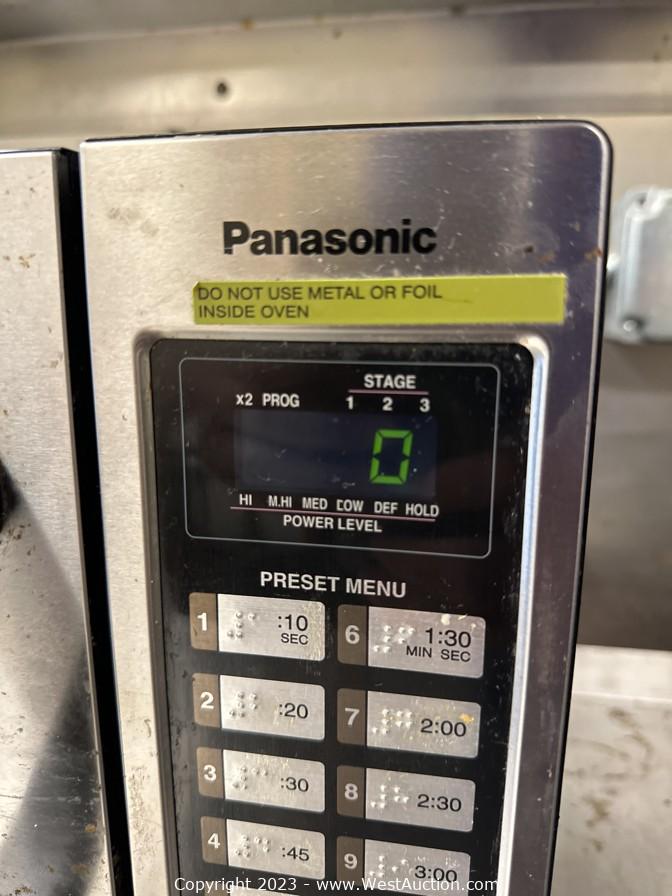 Panasonic
DO NOT USE METAL OR FOIL
INSIDE OVEN
STAGE
x2 PROG 1 2 3
0
HI M.HI MED LOW DEF HOLD
POWER LEVEL
PRESET MENU
1 :10 SEC
6 1:30 MIN SEC
2 :20
7 2:00
3 :30
8 2:30
4 :45
9 3:00
Copyright 2023 - www.WestAuction.com